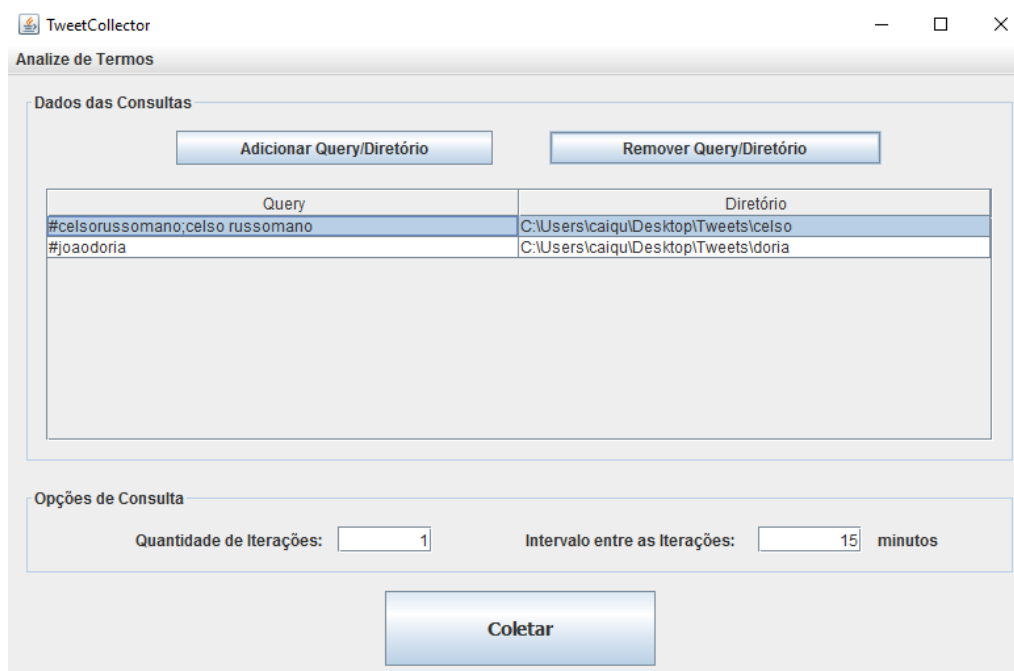 TweetCollector
Analize de Termos
Dados das Consultas
Adicionar Query/Diretório Remover Query/Diretório
Query Diretório
#celsorussomano;celso russomano C:\Users\caiqu\Desktop\Tweets\celso
#joaodoria C:\Users\caiqu\Desktop\Tweets\doria
Opções de Consulta
Quantidade de Iterações: 1 Intervalo entre as Iterações: 15 minutos
Coletar